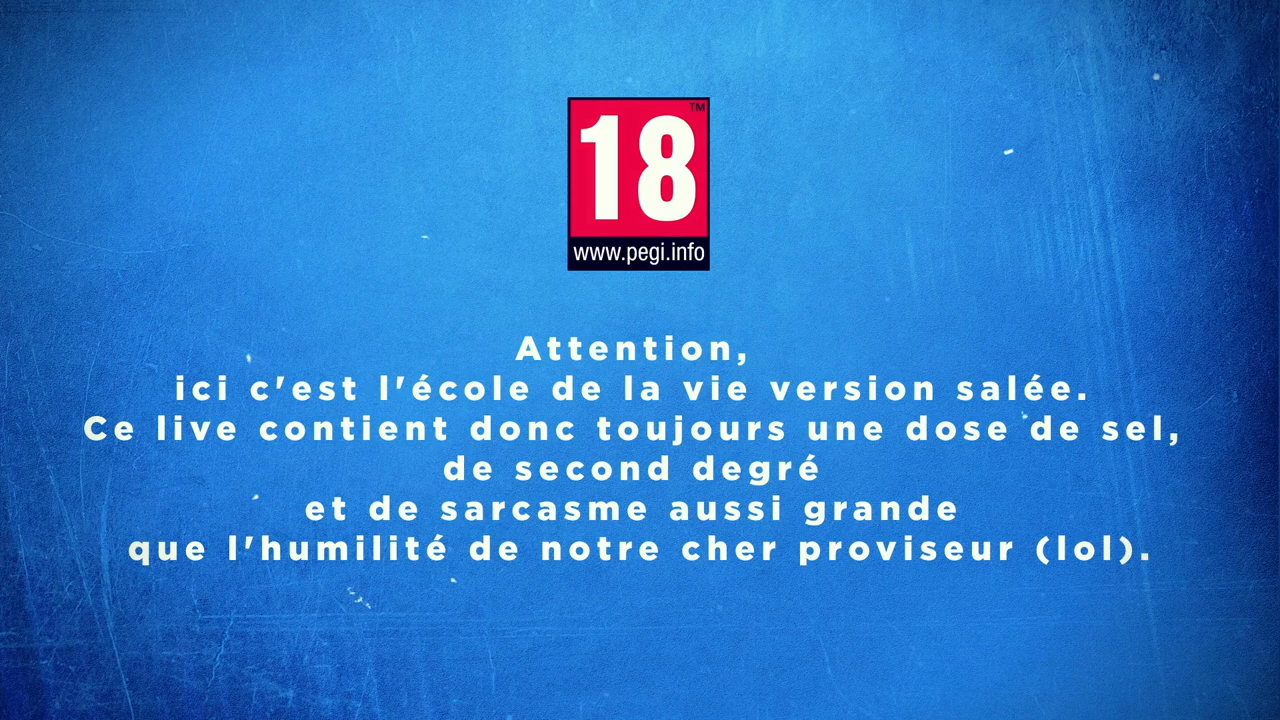 TM
18
www.pegi.info
Attention,
ici c'est l'école de la vie version salée.
Ce live contient donc toujours une dose de sel,
de second degré
et de sarcasme aussi grande
que l'humilité de notre cher proviseur (lol).